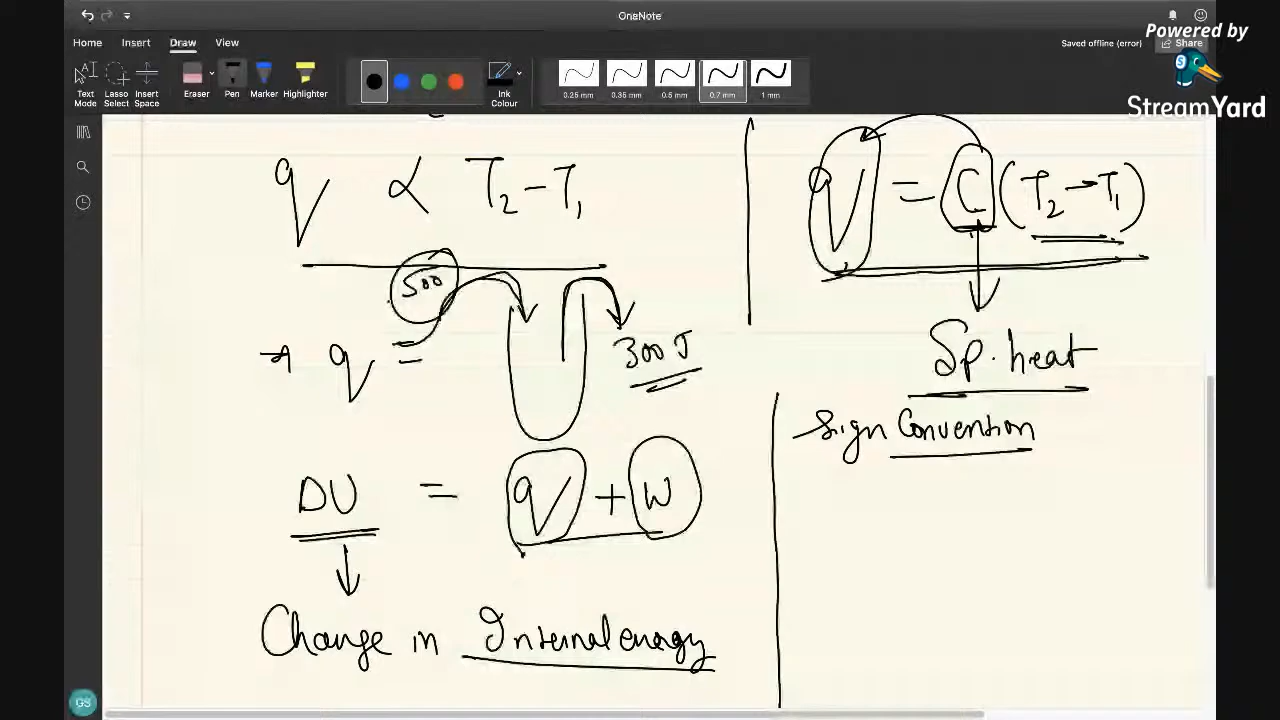 OneNote
Powered by
StreamYard
Home Insert Draw View
Saved offline (error) Share
Text Mode
Lasso Select
Insert Space
Eraser
Pen
Marker
Highlighter
Ink Colour
0.25 mm
0.35 mm
0.5 mm
0.7 mm
1 mm
q ∝ T₂ - T₁
q = C (T₂ - T₁)
500
→ q =
300 J
Sp. heat
Sign Convention
DU = q + W
Change in Internal energy
GS